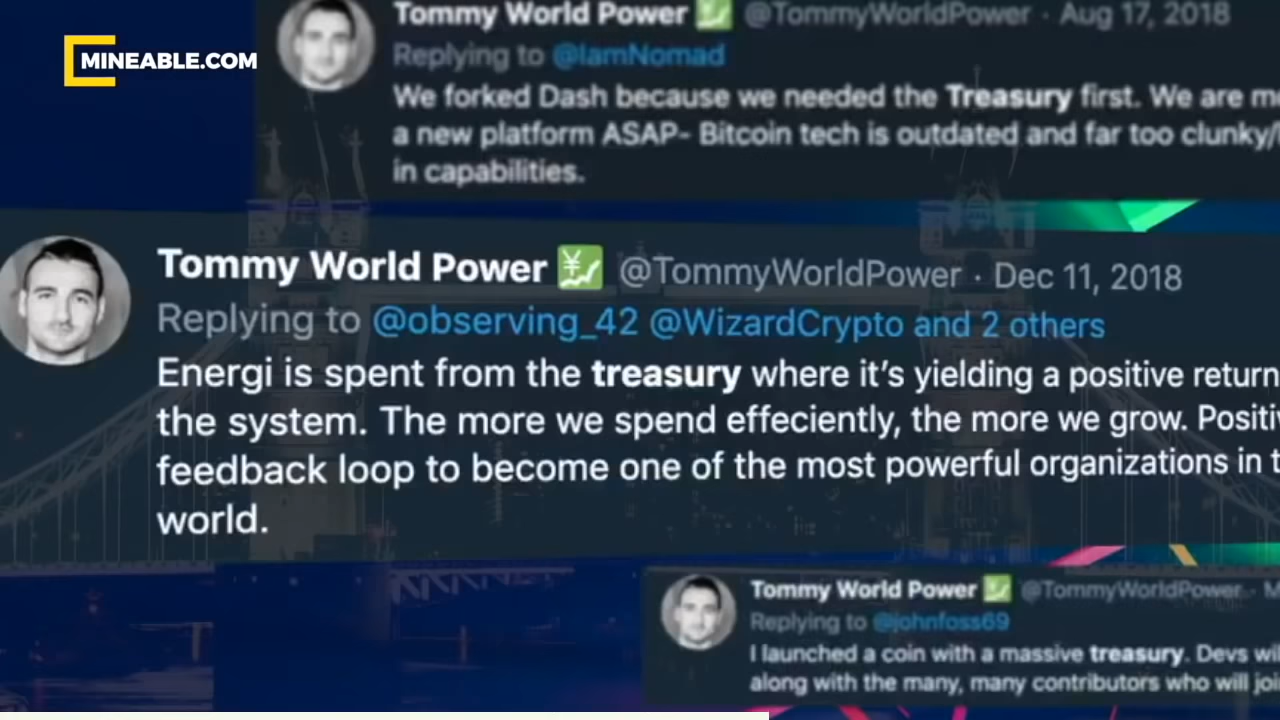 MINEABLE.COM
Tommy World Power 💹 @TommyWorldPower · Aug 17, 2018
Replying to @IamNomad
We forked Dash because we needed the Treasury first. We are
a new platform ASAP- Bitcoin tech is outdated and far too clunky/
in capabilities.
Tommy World Power 💹 @TommyWorldPower · Dec 11, 2018
Replying to @observing_42 @WizardCrypto and 2 others
Energi is spent from the treasury where it's yielding a positive return
the system. The more we spend effeciently, the more we grow.
feedback loop to become one of the most powerful organizations in
world.
Tommy World Power 💹 @TommyWorldPower ·
Replying to @johnfoss69
I launched a coin with a massive treasury. Devs
along with the many, many contributors who will